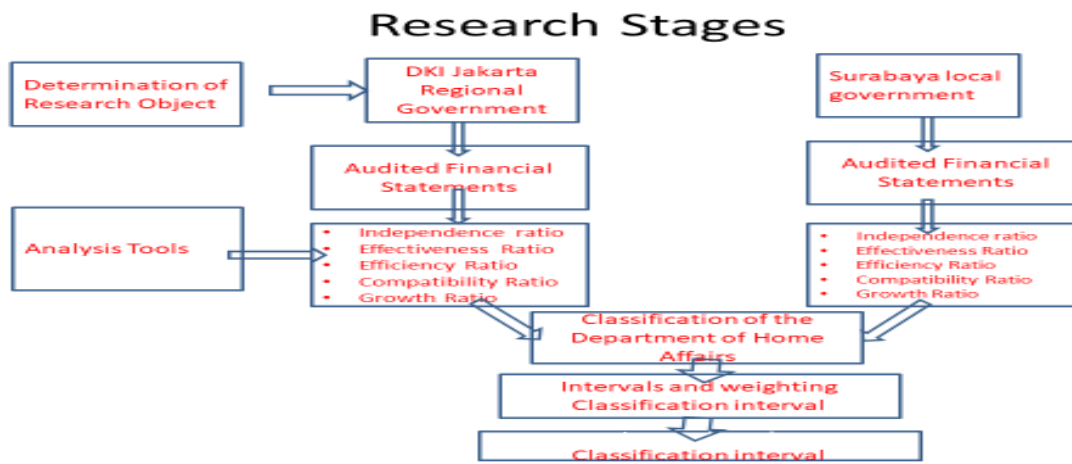 Research Stages
Determination of
Research Object
DKI Jakarta
Regional
Government
Surabaya local
government
Audited Financial
Statements
Audited Financial
Statements
Analysis Tools
• Independence ratio
• Effectiveness Ratio
• Efficiency Ratio
• Compatibility Ratio
• Growth Ratio
• Independence ratio
• Effectiveness Ratio
• Efficiency Ratio
• Compatibility Ratio
• Growth Ratio
Classification of the
Department of Home
Affairs
Intervals and weighting
Classification interval
Classification interval